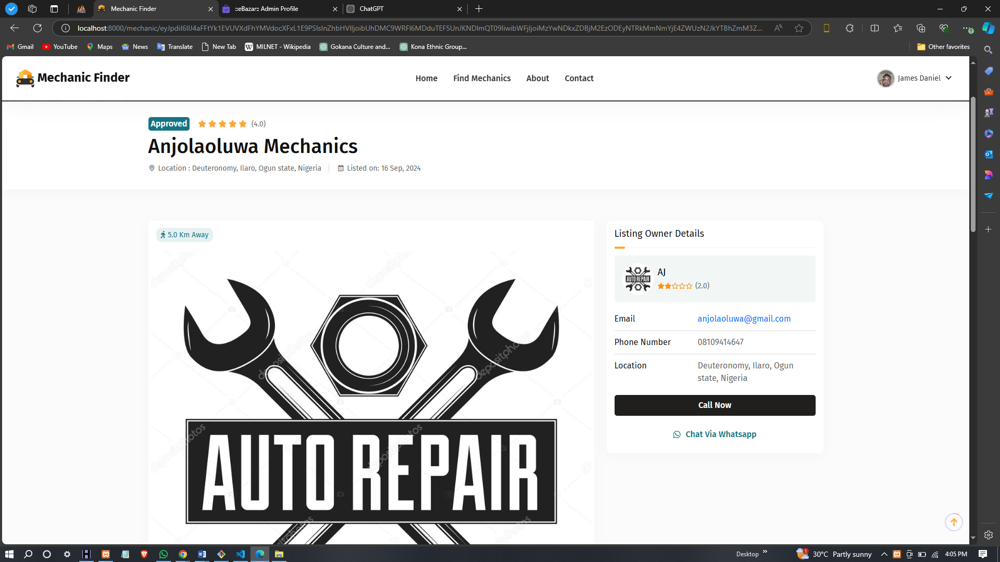 Mechanic Finder
::eBazar:: Admin Profile
ChatGPT
Gmail
YouTube
Maps
News
Translate
New Tab
MILNET - Wikipedia
Gokana Culture and...
Kona Ethnic Group...
Other favorites
Mechanic Finder
Home
Find Mechanics
About
Contact
James Daniel
Approved
(4.0)
Anjolaoluwa Mechanics
Location : Deuteronomy, Ilaro, Ogun state, Nigeria
Listed on: 16 Sep, 2024
5.0 Km Away
depositphotos
depositphotos
AUTO REPAIR
Listing Owner Details
AUTO REPAIR
AJ
(2.0)
Email
anjolaoluwa@gmail.com
Phone Number
08109414647
Location
Deuteronomy, Ilaro, Ogun
state, Nigeria
Call Now
Chat Via Whatsapp
Desktop
30°C Partly sunny
4:05 PM